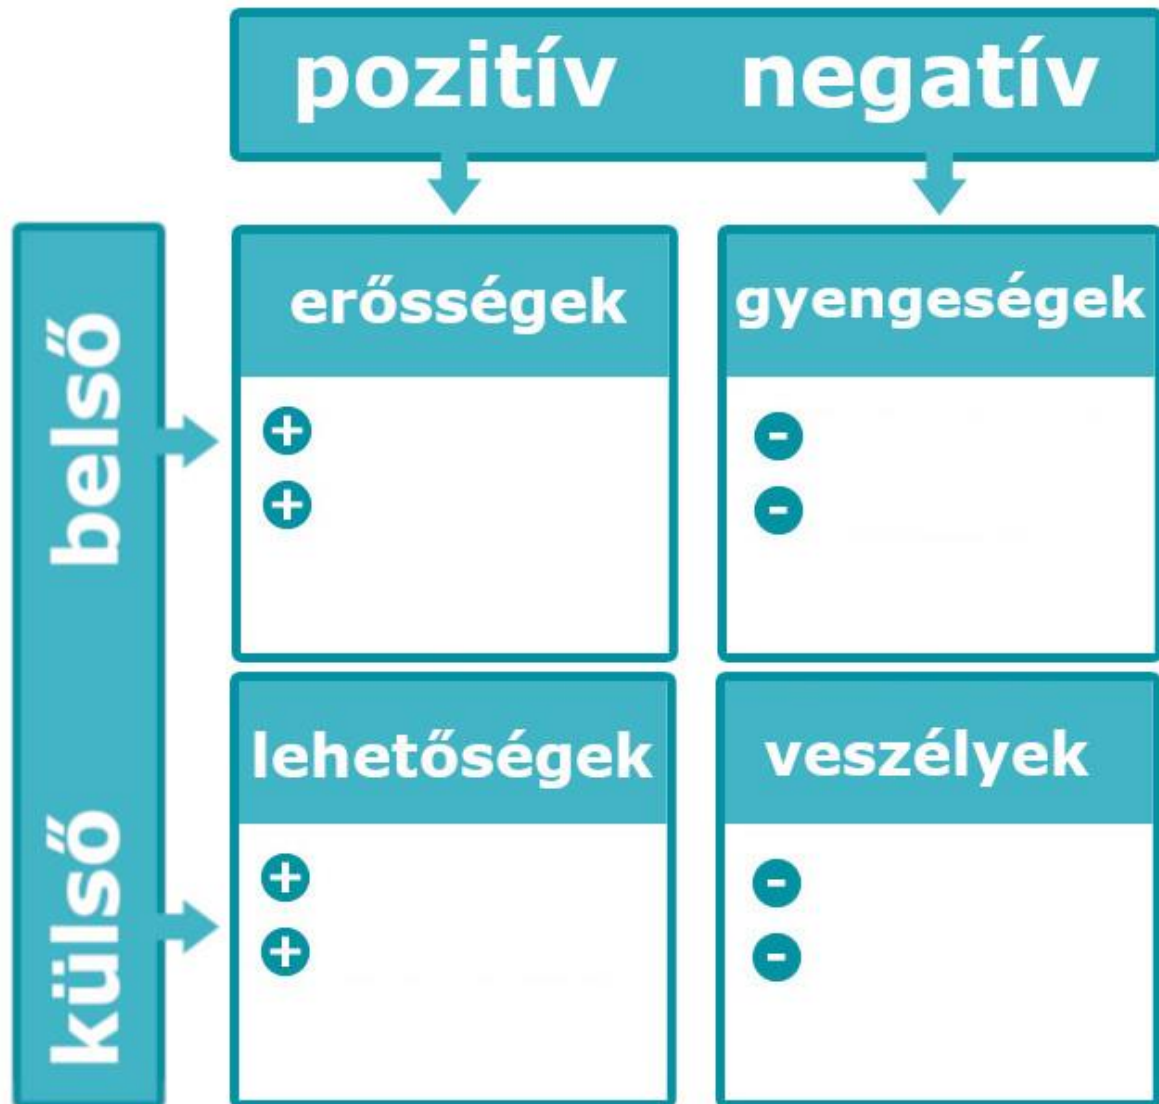 pozitív negatív
belső
erősségek
+
+
gyengeségek
-
-
külső
lehetőségek
+
+
veszélyek
-
-